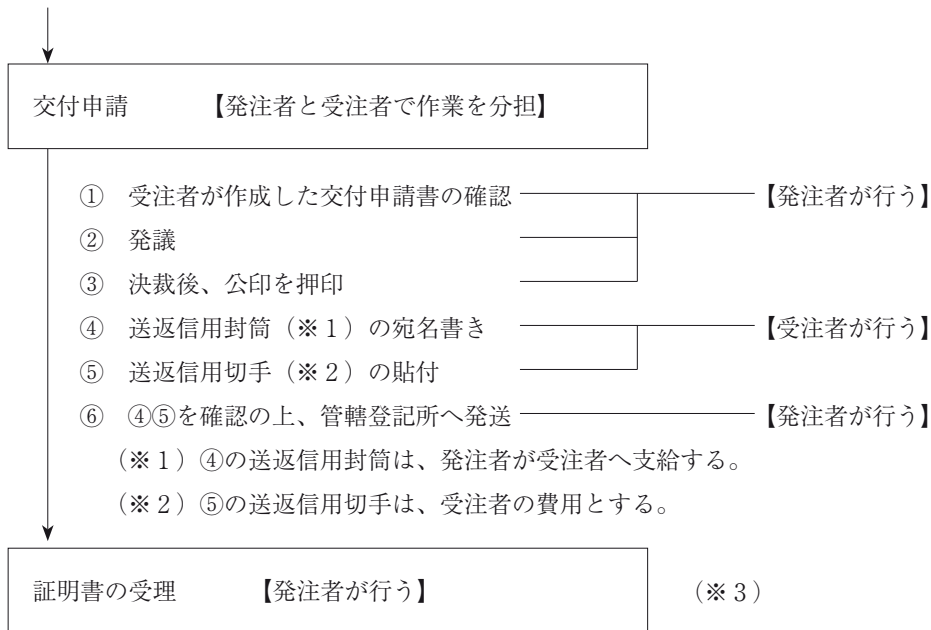 交付申請　　　【発注者と受注者で作業を分担】
①　受注者が作成した交付申請書の確認　【発注者が行う】
②　発議
③　決裁後、公印を押印
④　送返信用封筒（※１）の宛名書き　【受注者が行う】
⑤　送返信用切手（※２）の貼付
⑥　④⑤を確認の上、管轄登記所へ発送　【発注者が行う】
（※１）④の送返信用封筒は、発注者が受注者へ支給する。
（※２）⑤の送返信用切手は、受注者の費用とする。
証明書の受理　　　【発注者が行う】　（※３）